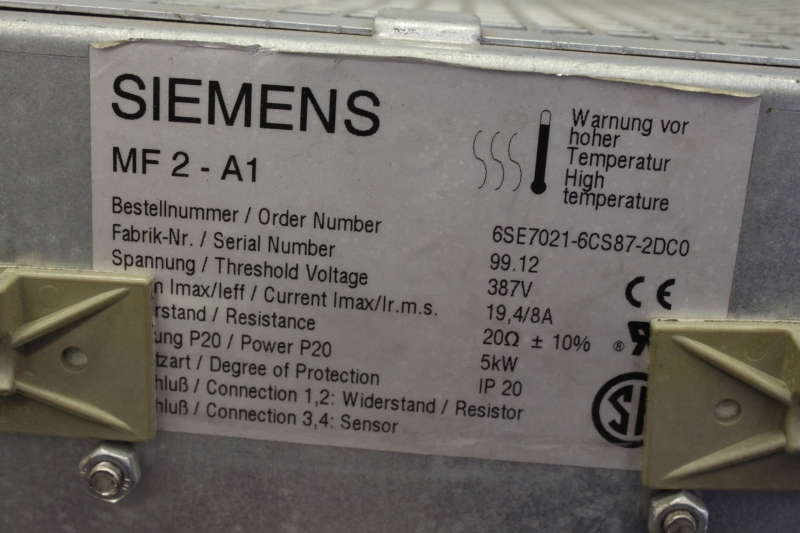 SIEMENS
MF 2 - A1
Warnung vor
hoher
Temperatur
High
temperature
Bestellnummer / Order Number 6SE7021-6CS87-2DC0
Fabrik-Nr. / Serial Number 99.12
Spannung / Threshold Voltage 387V
Imax/Ieff / Current Imax/Ir.m.s. 19,4/8A
rstand / Resistance 20Ω ± 10%
ung P20 / Power P20 5kW
tzart / Degree of Protection IP 20
hluß / Connection 1,2: Widerstand / Resistor
hluß / Connection 3,4: Sensor
CE
®